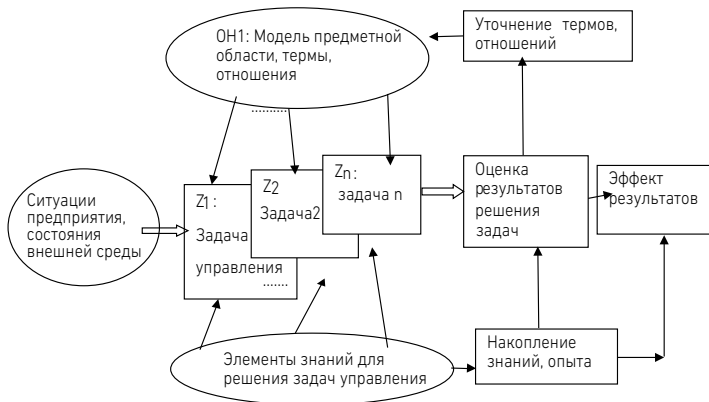 ОН1: Модель предметной
области, термы,
отношения
............
Уточнение термов,
отношений
Ситуации
предприятия,
состояния
внешней среды
Z1 :
Задача
управления
.......
Z2
Задача2
Zn :
задача n
Оценка
результатов
решения
задач
Эффект
результатов
Элементы знаний для
решения задач управления
Накопление
знаний, опыта